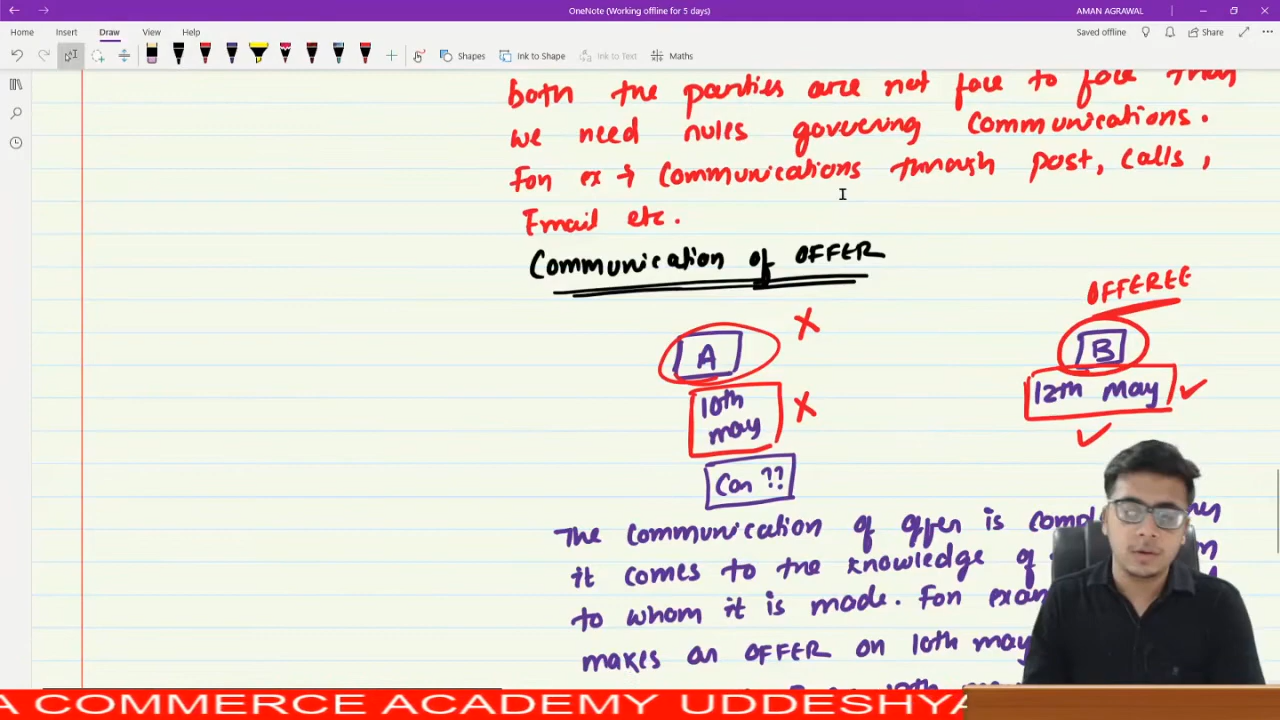 OneNote (Working offline for 5 days)
AMAN AGRAWAL
Home Insert Draw View Help
Saved offline
Share
Shapes
Ink to Shape
Ink to Text
Maths
both the parties are not face to face then
we need rules governing Communications.
For ex → Communications through post, calls,
Email etc.
Communication of OFFER
OFFEREE
A
B
10th
may
12th may
Car ??
The communication of offer is
it comes to the knowledge of
to whom it is made. For
makes an OFFER on 10th may
A COMMERCE ACADEMY UDDESHYA